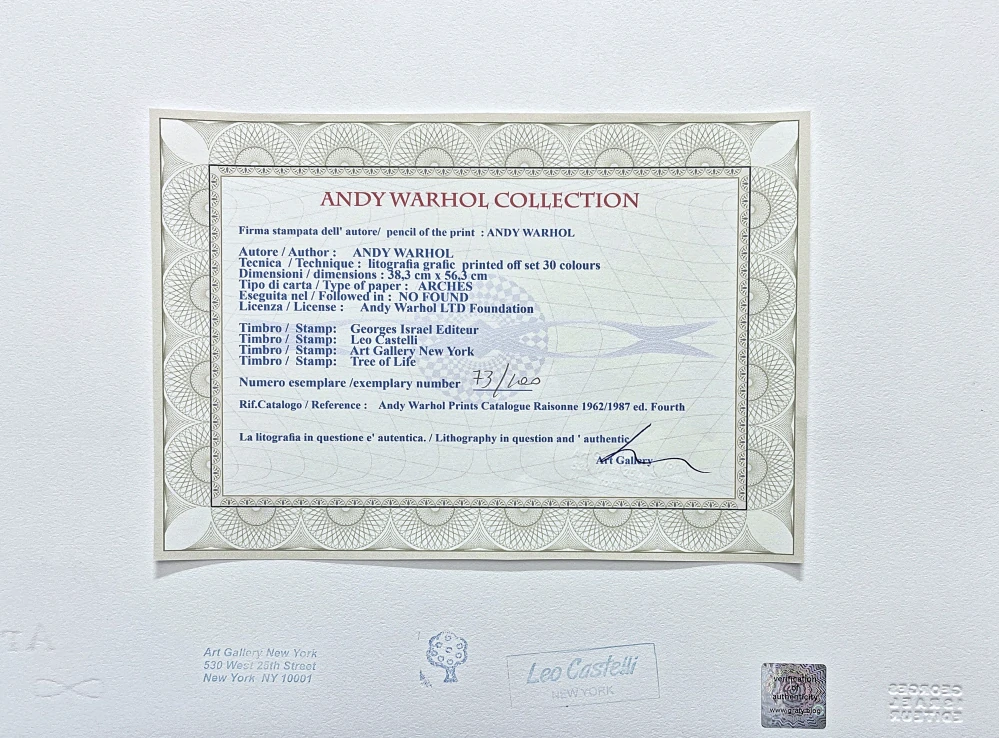 ANDY WARHOL COLLECTION
Firma stampata dell' autore/ pencil of the print : ANDY WARHOL
Autore / Author : ANDY WARHOL
Tecnica / Technique : litografia grafic printed off set 30 colours
Dimensioni / dimensions : 38,3 cm x 56,3 cm
Tipo di carta / Type of paper : ARCHES
Eseguita nel / Followed in : NO FOUND
Licenza / License : Andy Warhol LTD Foundation
Timbro / Stamp: Georges Israel Editeur
Timbro / Stamp: Leo Castelli
Timbro / Stamp: Art Gallery New York
Timbro / Stamp: Tree of Life
Numero esemplare /exemplary number 73/100
Rif.Catalogo / Reference : Andy Warhol Prints Catalogue Raisonne 1962/1987 ed. Fourth
La litografia in questione e' autentica. / Lithography in question and ' authentic
Art Gallery
Art Gallery New York
530 West 25th Street
New York NY 10001
Leo Castelli
NEW YORK
verification
of
authenticity
GEORGES
ISRAEL
EDITEUR